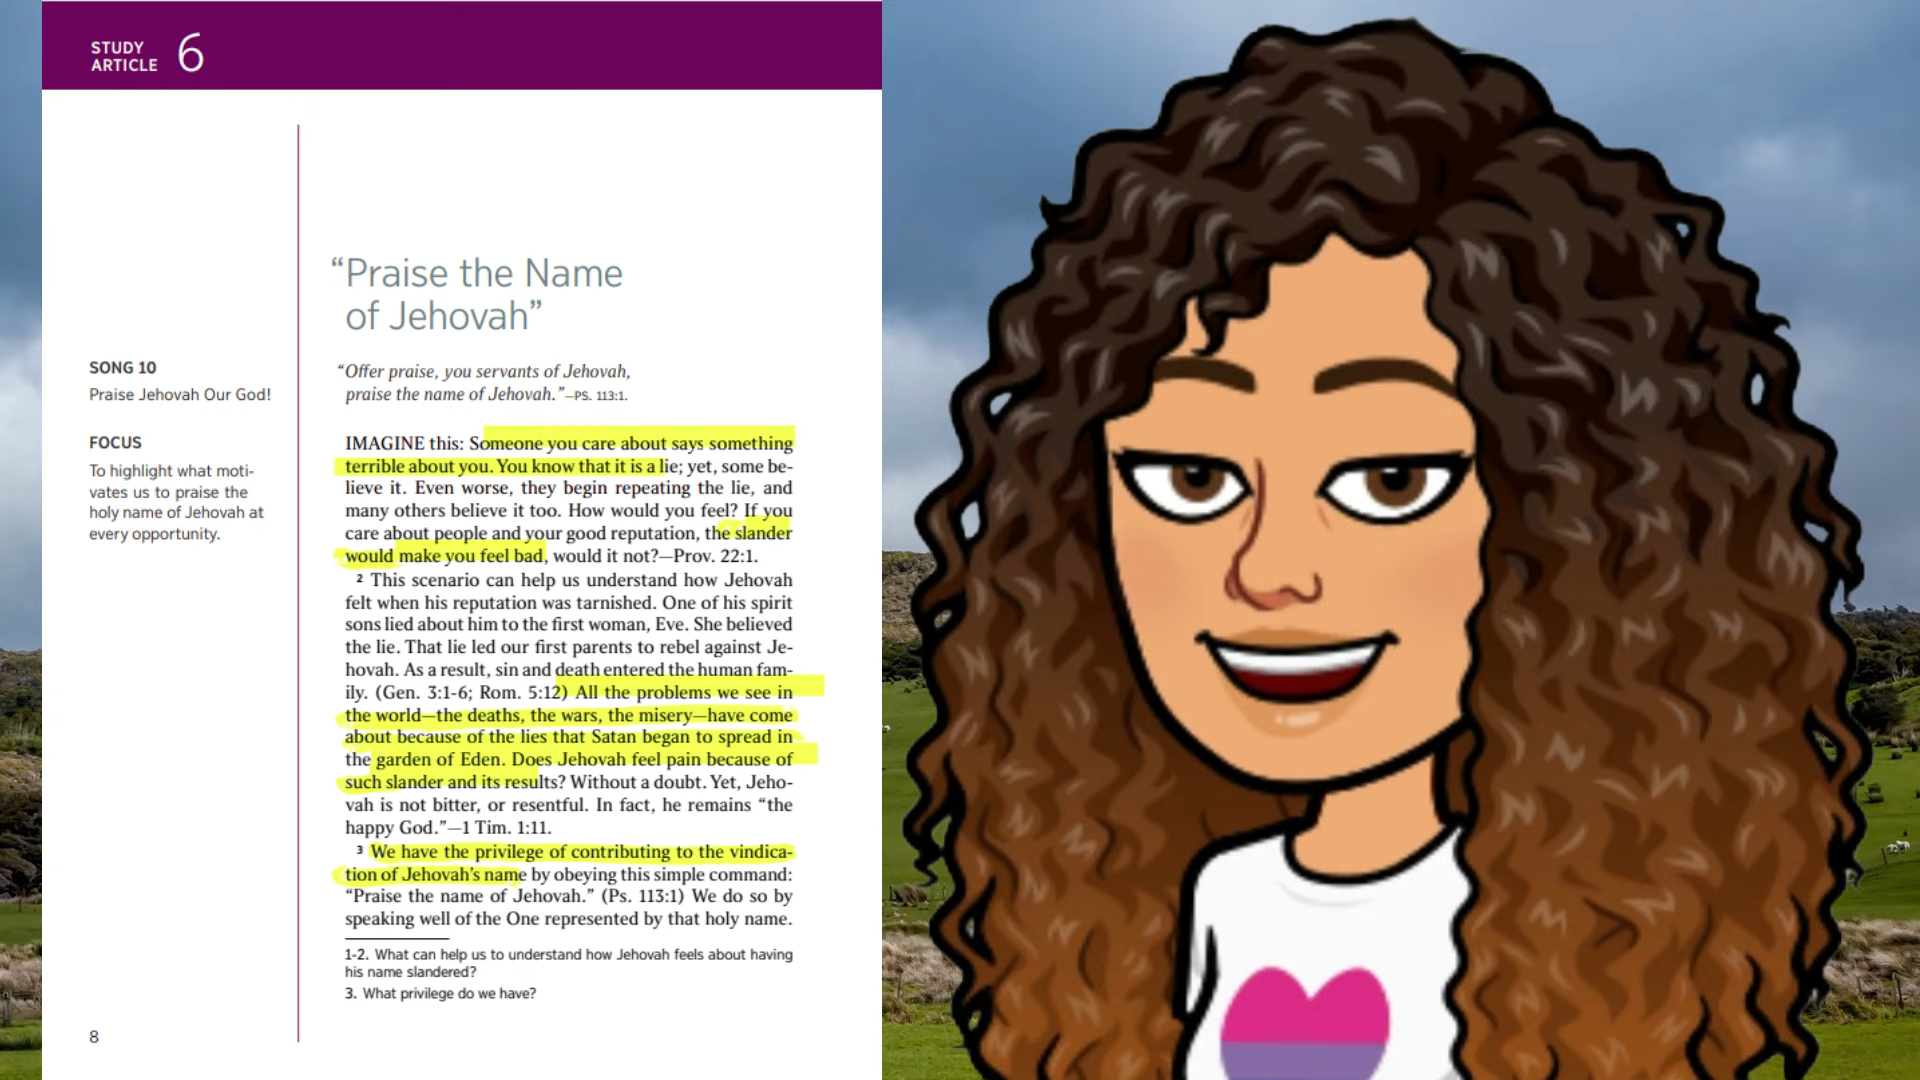 STUDY
ARTICLE 6
“Praise the Name
of Jehovah”
SONG 10
Praise Jehovah Our God!
FOCUS
To highlight what moti-
vates us to praise the
holy name of Jehovah at
every opportunity.
“Offer praise, you servants of Jehovah,
praise the name of Jehovah.”—PS. 113:1.
IMAGINE this: Someone you care about says something
terrible about you. You know that it is a lie; yet, some be-
lieve it. Even worse, they begin repeating the lie, and
many others believe it too. How would you feel? If you
care about people and your good reputation, the slander
would make you feel bad, would it not?—Prov. 22:1.
2 This scenario can help us understand how Jehovah
felt when his reputation was tarnished. One of his spirit
sons lied about him to the first woman, Eve. She believed
the lie. That lie led our first parents to rebel against Je-
hovah. As a result, sin and death entered the human fam-
ily. (Gen. 3:1-6; Rom. 5:12) All the problems we see in
the world—the deaths, the wars, the misery—have come
about because of the lies that Satan began to spread in
the garden of Eden. Does Jehovah feel pain because of
such slander and its results? Without a doubt. Yet, Jeho-
vah is not bitter, or resentful. In fact, he remains “the
happy God.”—1 Tim. 1:11.
3 We have the privilege of contributing to the vindica-
tion of Jehovah’s name by obeying this simple command:
“Praise the name of Jehovah.” (Ps. 113:1) We do so by
speaking well of the One represented by that holy name.
1-2. What can help us to understand how Jehovah feels about having
his name slandered?
3. What privilege do we have?
8